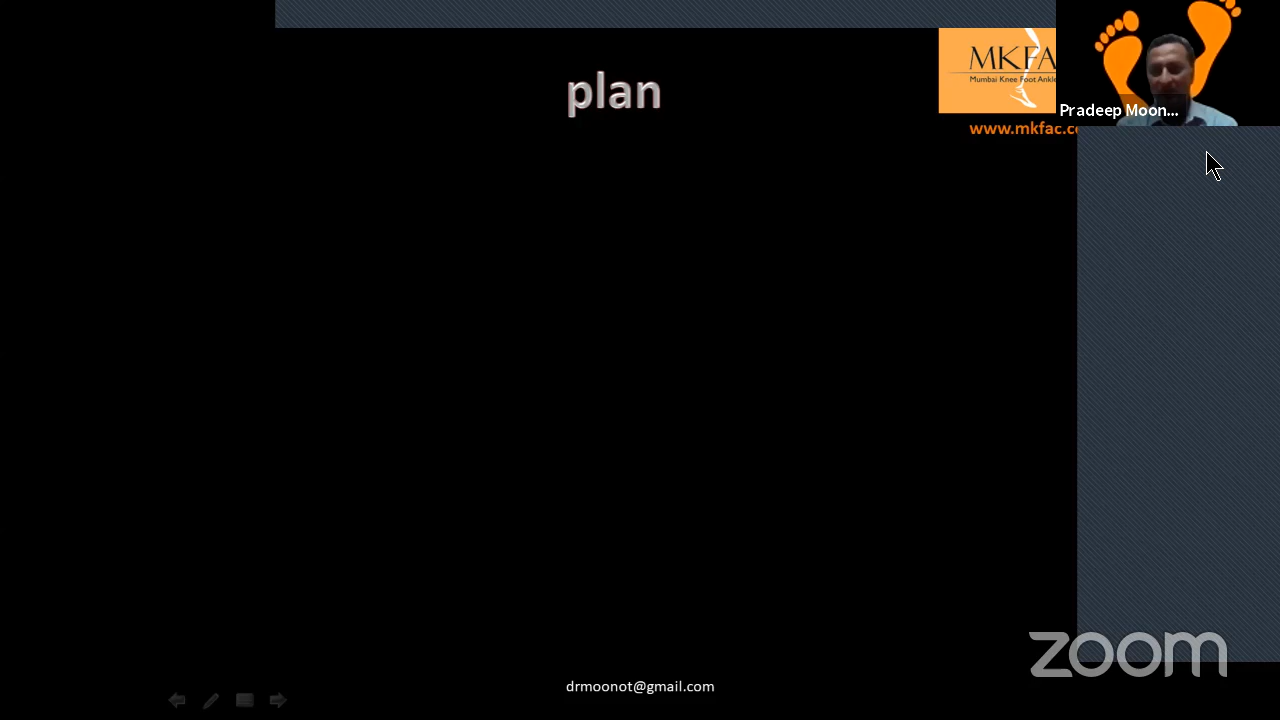 plan
MKFA
Mumbai Knee Foot Ankle
www.mkfac.c
Pradeep Moon...
zoom
drmoonot@gmail.com